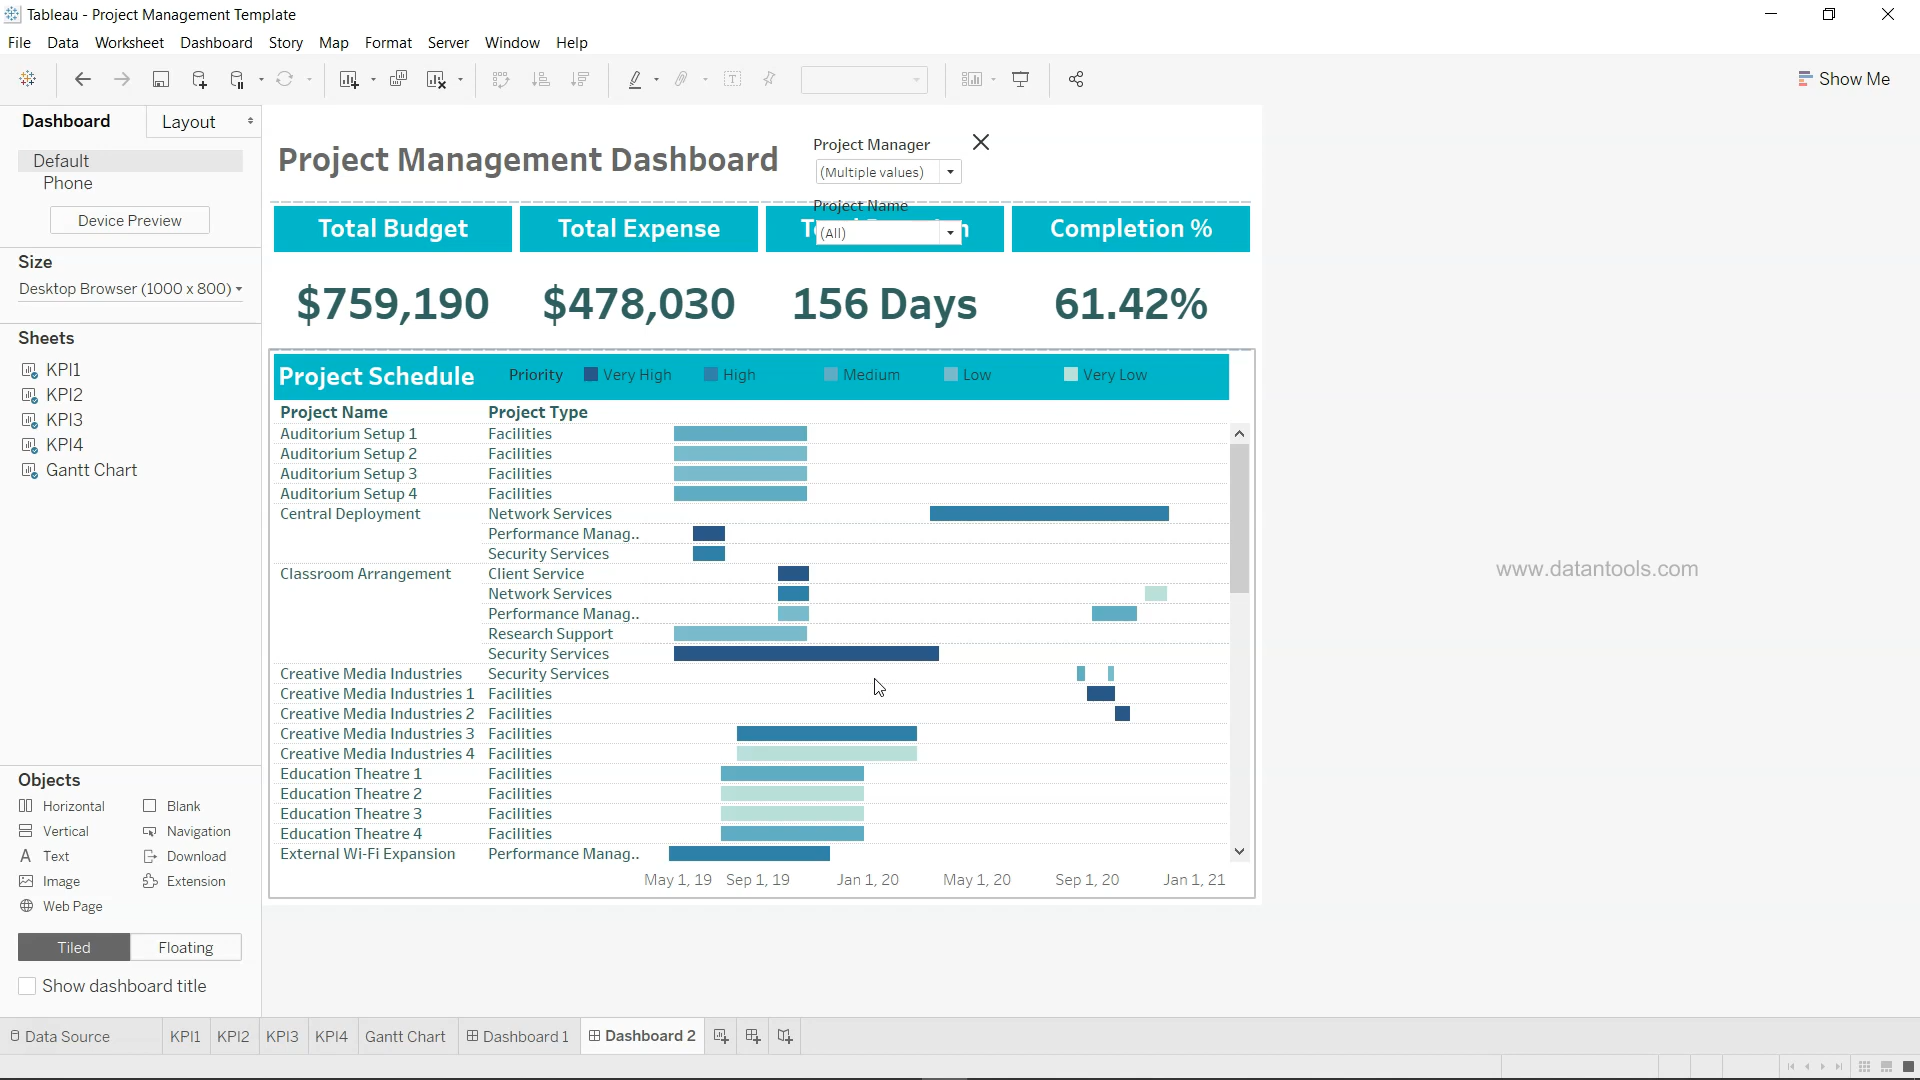 Tableau - Project Management Template
File Data Worksheet Dashboard Story Map Format Server Window Help
Show Me
Dashboard Layout
Default
Phone
Device Preview
Size
Desktop Browser (1000 x 800)
Sheets
KPI1
KPI2
KPI3
KPI4
Gantt Chart
Objects
Horizontal Blank
Vertical Navigation
Text Download
Image Extension
Web Page
Tiled Floating
Show dashboard title
Project Management Dashboard
Project Manager
(Multiple values)
Project Name
(All)
Total Budget Total Expense Completion %
$759,190 $478,030 156 Days 61.42%
Project Schedule Priority Very High High Medium Low Very Low
Project Name Project Type
Auditorium Setup 1 Facilities
Auditorium Setup 2 Facilities
Auditorium Setup 3 Facilities
Auditorium Setup 4 Facilities
Central Deployment Network Services
Performance Manag..
Security Services
Classroom Arrangement Client Service
Network Services
Performance Manag..
Research Support
Security Services
Creative Media Industries Security Services
Creative Media Industries 1 Facilities
Creative Media Industries 2 Facilities
Creative Media Industries 3 Facilities
Creative Media Industries 4 Facilities
Education Theatre 1 Facilities
Education Theatre 2 Facilities
Education Theatre 3 Facilities
Education Theatre 4 Facilities
External Wi-Fi Expansion Performance Manag..
May 1, 19 Sep 1, 19 Jan 1, 20 May 1, 20 Sep 1, 20 Jan 1, 21
www.datantools.com
Data Source KPI1 KPI2 KPI3 KPI4 Gantt Chart Dashboard 1 Dashboard 2